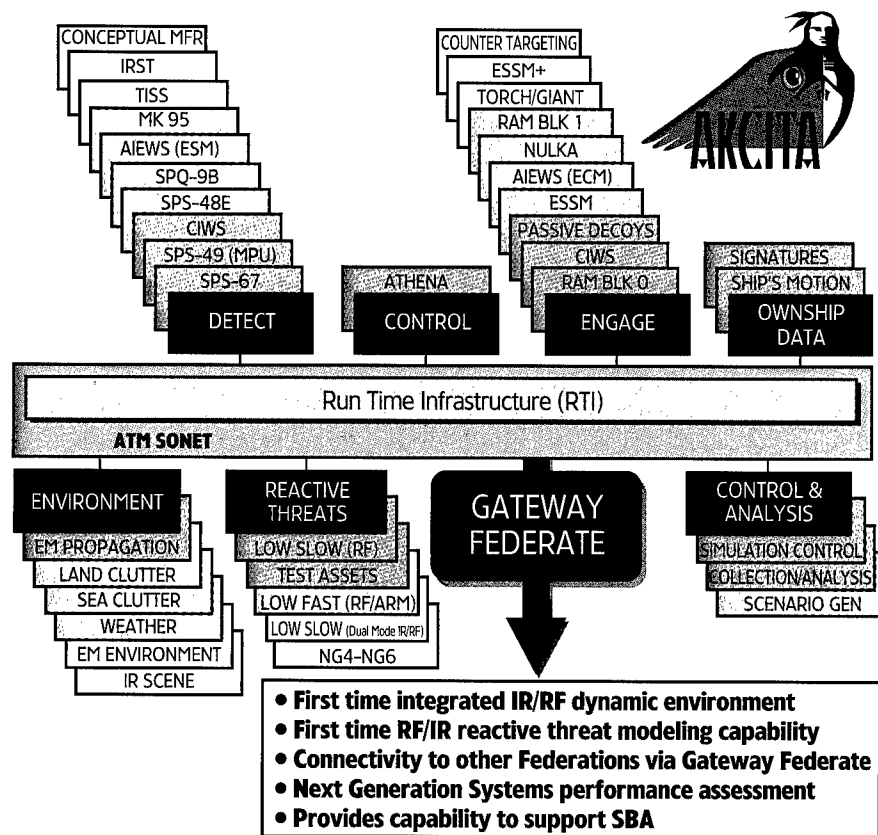 CONCEPTUAL MFR
IRST
TISS
MK 95
AIEWS (ESM)
SPQ-9B
SPS-48E
CIWS
SPS-49 (MPU)
SPS-67
DETECT
ATHENA
CONTROL
COUNTER TARGETING
ESSM+
TORCH/GIANT
RAM BLK 1
NULKA
AIEWS (ECM)
ESSM
PASSIVE DECOYS
CIWS
RAM BLK 0
ENGAGE
AKCITA
SIGNATURES
SHIP'S MOTION
OWNSHIP
DATA
Run Time Infrastructure (RTI)
ATM SONET
ENVIRONMENT
EM PROPAGATION
LAND CLUTTER
SEA CLUTTER
WEATHER
EM ENVIRONMENT
IR SCENE
REACTIVE
THREATS
LOW SLOW (RF)
TEST ASSETS
LOW FAST (RF/ARM)
LOW SLOW (Dual Mode IR/RF)
NG4-NG6
GATEWAY
FEDERATE
CONTROL &
ANALYSIS
SIMULATION CONTROL
COLLECTION/ANALYSIS
SCENARIO GEN
• First time integrated IR/RF dynamic environment
• First time RF/IR reactive threat modeling capability
• Connectivity to other Federations via Gateway Federate
• Next Generation Systems performance assessment
• Provides capability to support SBA